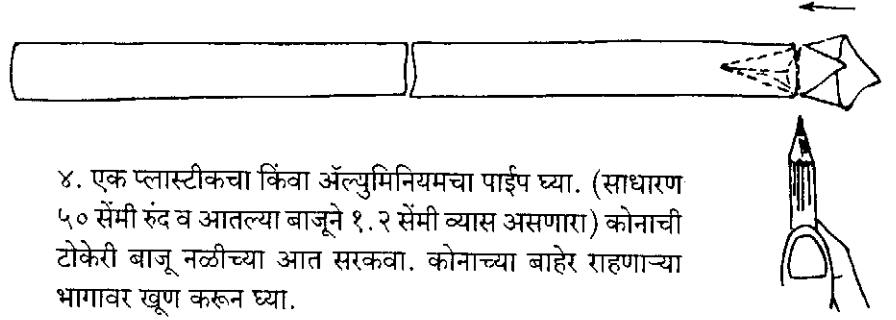 ४. एक प्लास्टीकचा किंवा ॲल्युमिनियमचा पाईप घ्या. (साधारण
५० सेंमी रुंद व आतल्या बाजूने १.२ सेंमी व्यास असणारा) कोनाची
टोकेरी बाजू नळीच्या आत सरकवा. कोनाच्या बाहेर राहणाऱ्या
भागावर खूण करून घ्या.